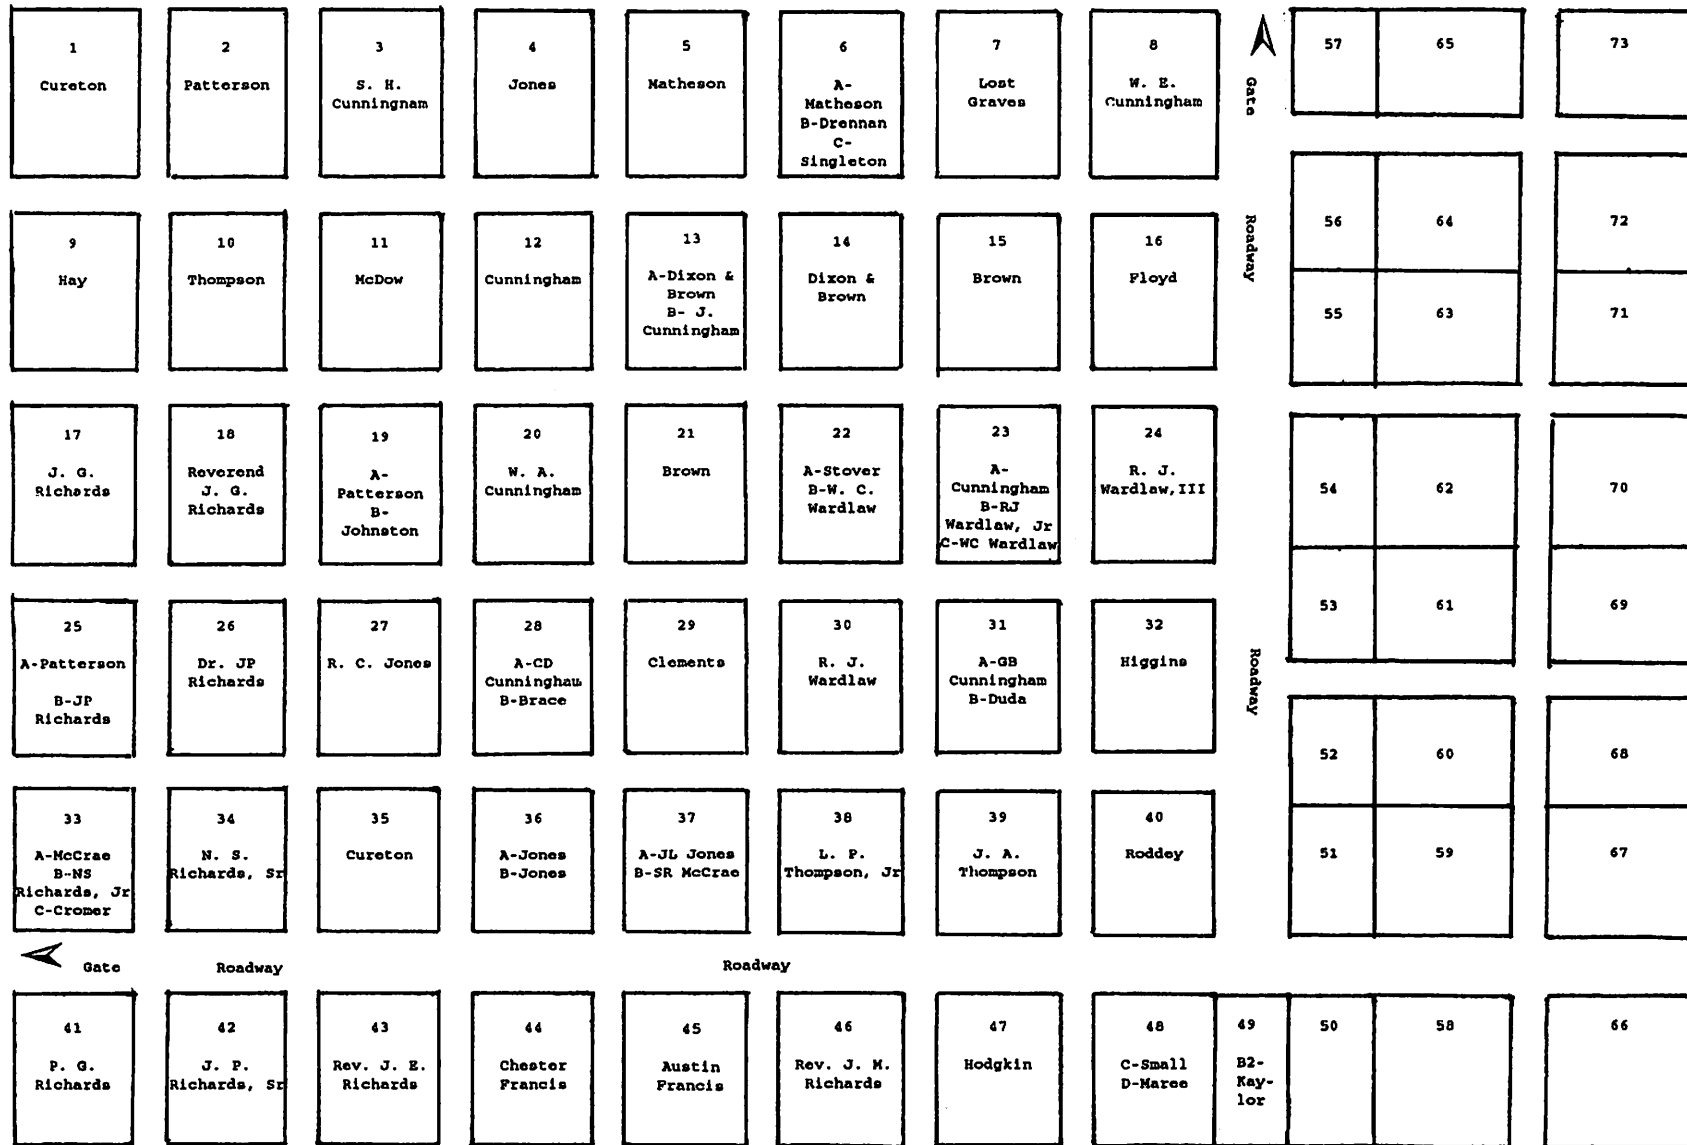 1
Cureton
2
Patterson
3
S. H.
Cunningnam
4
Jones
5
Matheson
6
A-
Matheson
B-Drennan
C-
Singleton
7
Lost
Graves
8
W. E.
Cunningham
Gate
57
65
73
9
Hay
10
Thompson
11
McDow
12
Cunningham
13
A-Dixon &
Brown
B- J.
Cunningham
14
Dixon &
Brown
15
Brown
16
Floyd
Roadway
56
64
72
55
63
71
17
J. G.
Richards
18
Reverend
J. G.
Richards
19
A-
Patterson
B-
Johnston
20
W. A.
Cunningham
21
Brown
22
A-Stover
B-W. C.
Wardlaw
23
A-
Cunningham
B-RJ
Wardlaw, Jr
C-WC Wardlaw
24
R. J.
Wardlaw,III
54
62
70
53
61
69
25
A-Patterson
B-JP
Richards
26
Dr. JP
Richards
27
R. C. Jones
28
A-CD
Cunningham
B-Brace
29
Clements
30
R. J.
Wardlaw
31
A-GB
Cunningham
B-Duda
32
Higgins
Roadway
52
60
68
33
A-McCrae
B-NS
Richards, Jr
C-Cromer
34
N. S.
Richards, Sr
35
Cureton
36
A-Jones
B-Jones
37
A-JL Jones
B-SR McCrae
38
L. P.
Thompson, Jr
39
J. A.
Thompson
40
Roddey
51
59
67
Gate
Roadway
Roadway
41
P. G.
Richards
42
J. P.
Richards, Sr
43
Rev. J. E.
Richards
44
Chester
Francis
45
Austin
Francis
46
Rev. J. M.
Richards
47
Hodgkin
48
C-Small
D-Maree
49
B2-
Kay-
lor
50
58
66